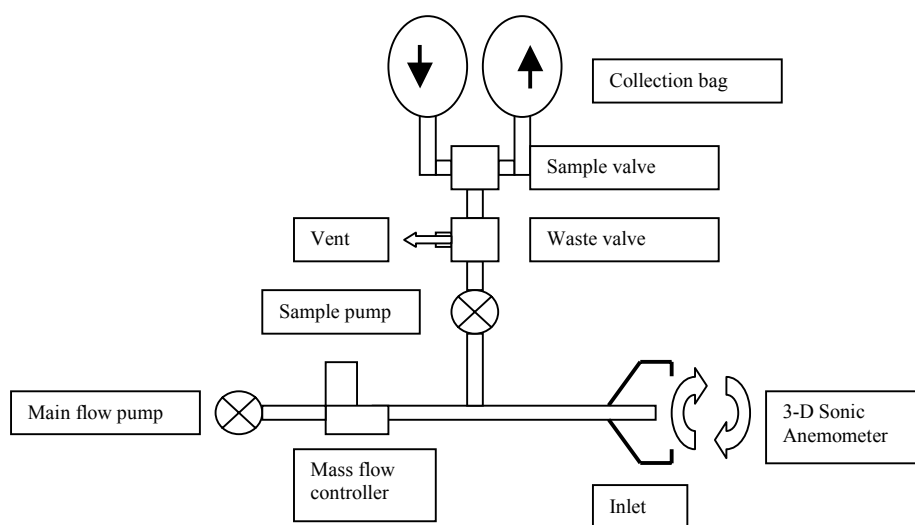 Collection bag
Sample valve
Vent
Waste valve
Sample pump
Main flow pump
3-D Sonic
Anemometer
Mass flow
controller
Inlet